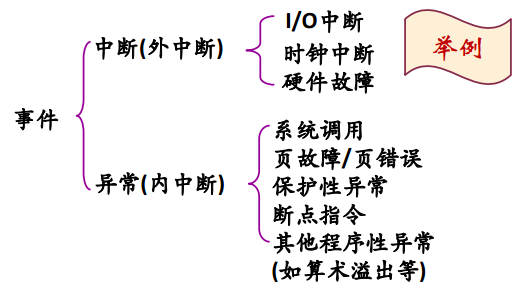 举例
事件
中断(外中断)
I/O中断
时钟中断
硬件故障
异常(内中断)
系统调用
页故障/页错误
保护性异常
断点指令
其他程序性异常
(如算术溢出等)